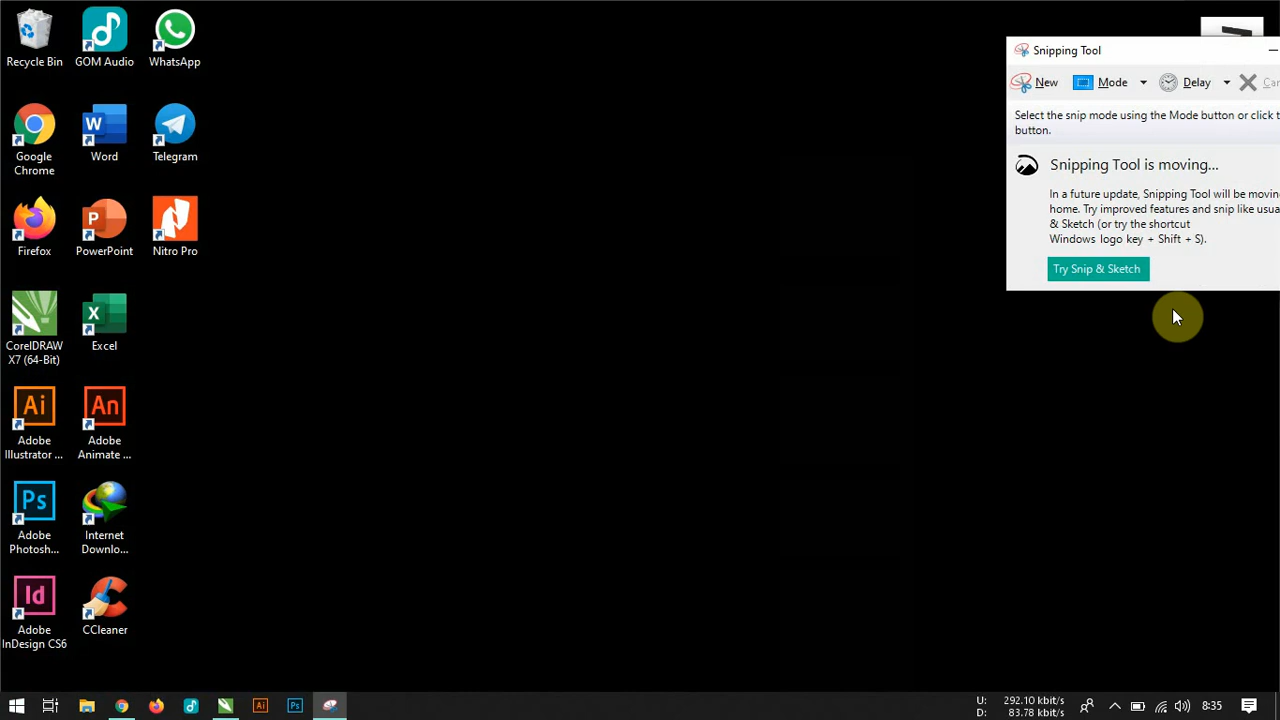 Recycle Bin
GOM Audio
WhatsApp
Google
Chrome
Word
Telegram
Firefox
PowerPoint
Nitro Pro
CorelDRAW
X7 (64-Bit)
Excel
Adobe
Illustrator ...
Adobe
Animate ...
Adobe
Photosh...
Internet
Downlo...
Adobe
InDesign CS6
CCleaner
Snipping Tool
New Mode Delay
Select the snip mode using the Mode button or click
button.
Snipping Tool is moving...
In a future update, Snipping Tool will be
home. Try improved features and snip like
& Sketch (or try the shortcut
Windows logo key + Shift + S).
Try Snip & Sketch
U: 292.10 kbit/s
D: 83.78 kbit/s
8:35